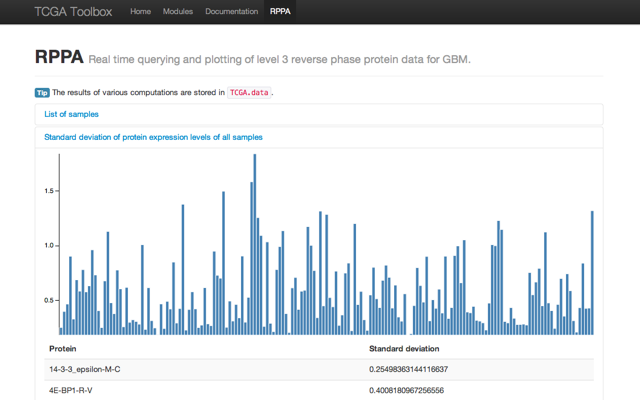 TCGA Toolbox Home Modules Documentation RPPA
RPPA Real time querying and plotting of level 3 reverse phase protein data for GBM.
Tip The results of various computations are stored in TCGA.data.
List of samples
Standard deviation of protein expression levels of all samples
1.5
1.0
0.5
Protein Standard deviation
14-3-3_epsilon-M-C 0.25498363144116637
4E-BP1-R-V 0.4008180967256556